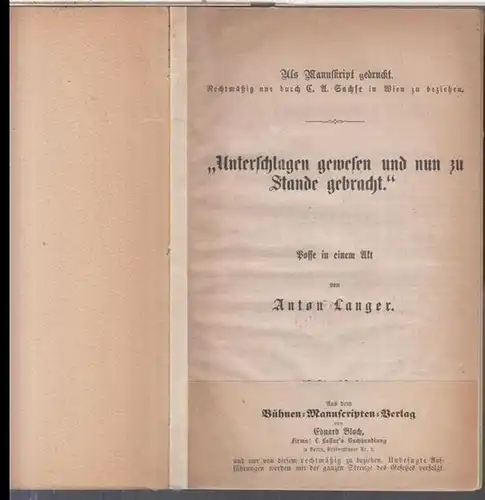 Als Manuskript gedruckt.
Rechtmäßig nur durch C. A. Sachse in Wien zu beziehen.
„Unterschlagen gewesen und nun zu
Stande gebracht.“
Posse in einem Akt
von
Anton Langer.
Aus dem
Bühnen-Manuscripten-Verlag
von
Eduard Bloch,
Firma: L. Lassar's Buchhandlung
in Berlin,
und nur von diesem rechtmäßig zu beziehen. Unbefugte Auf-
führungen werden mit der ganzen Strenge des Gesetzes verfolgt.